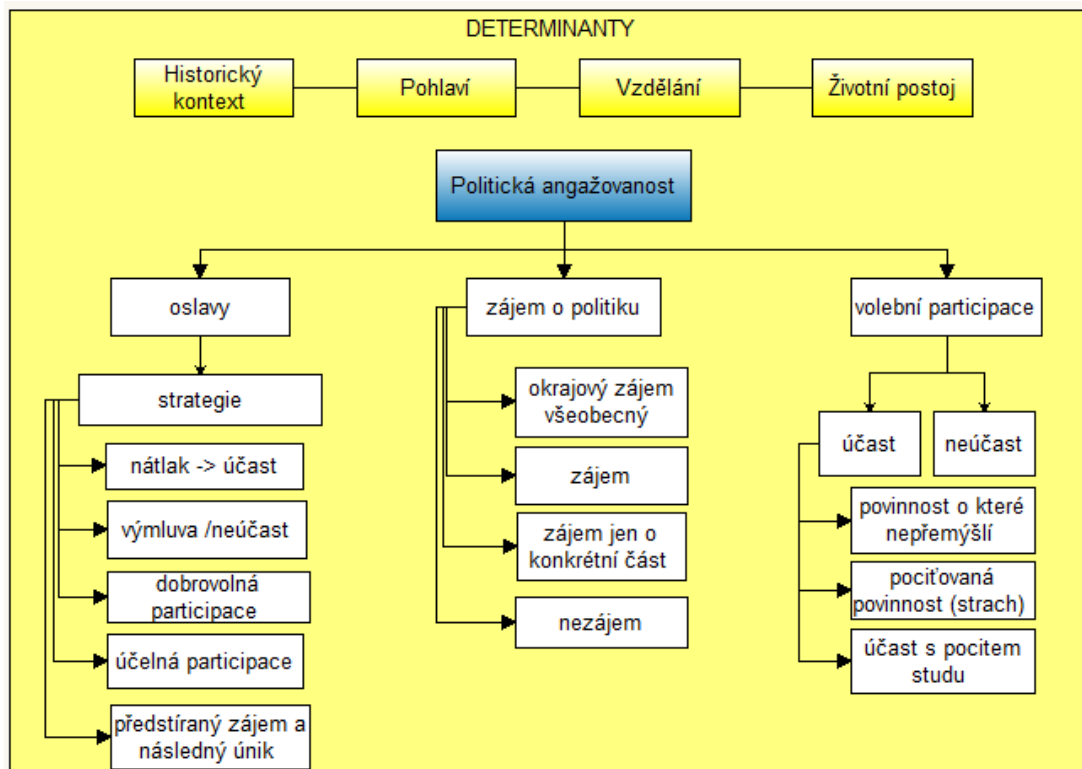 DETERMINANTY
Historický
kontext
Pohlaví
Vzdělání
Životní postoj
Politická angažovanost
oslavy
zájem o politiku
volební participace
strategie
nátlak -> účast
výmluva /neúčast
dobrovolná
participace
účelná participace
předstíraný zájem a
následný únik
okrajový zájem
všeobecný
zájem
zájem jen o
konkrétní část
nezájem
účast
neúčast
povinnost o které
nepřemýšlí
pociťovaná
povinnost (strach)
účast s pocitem
studu